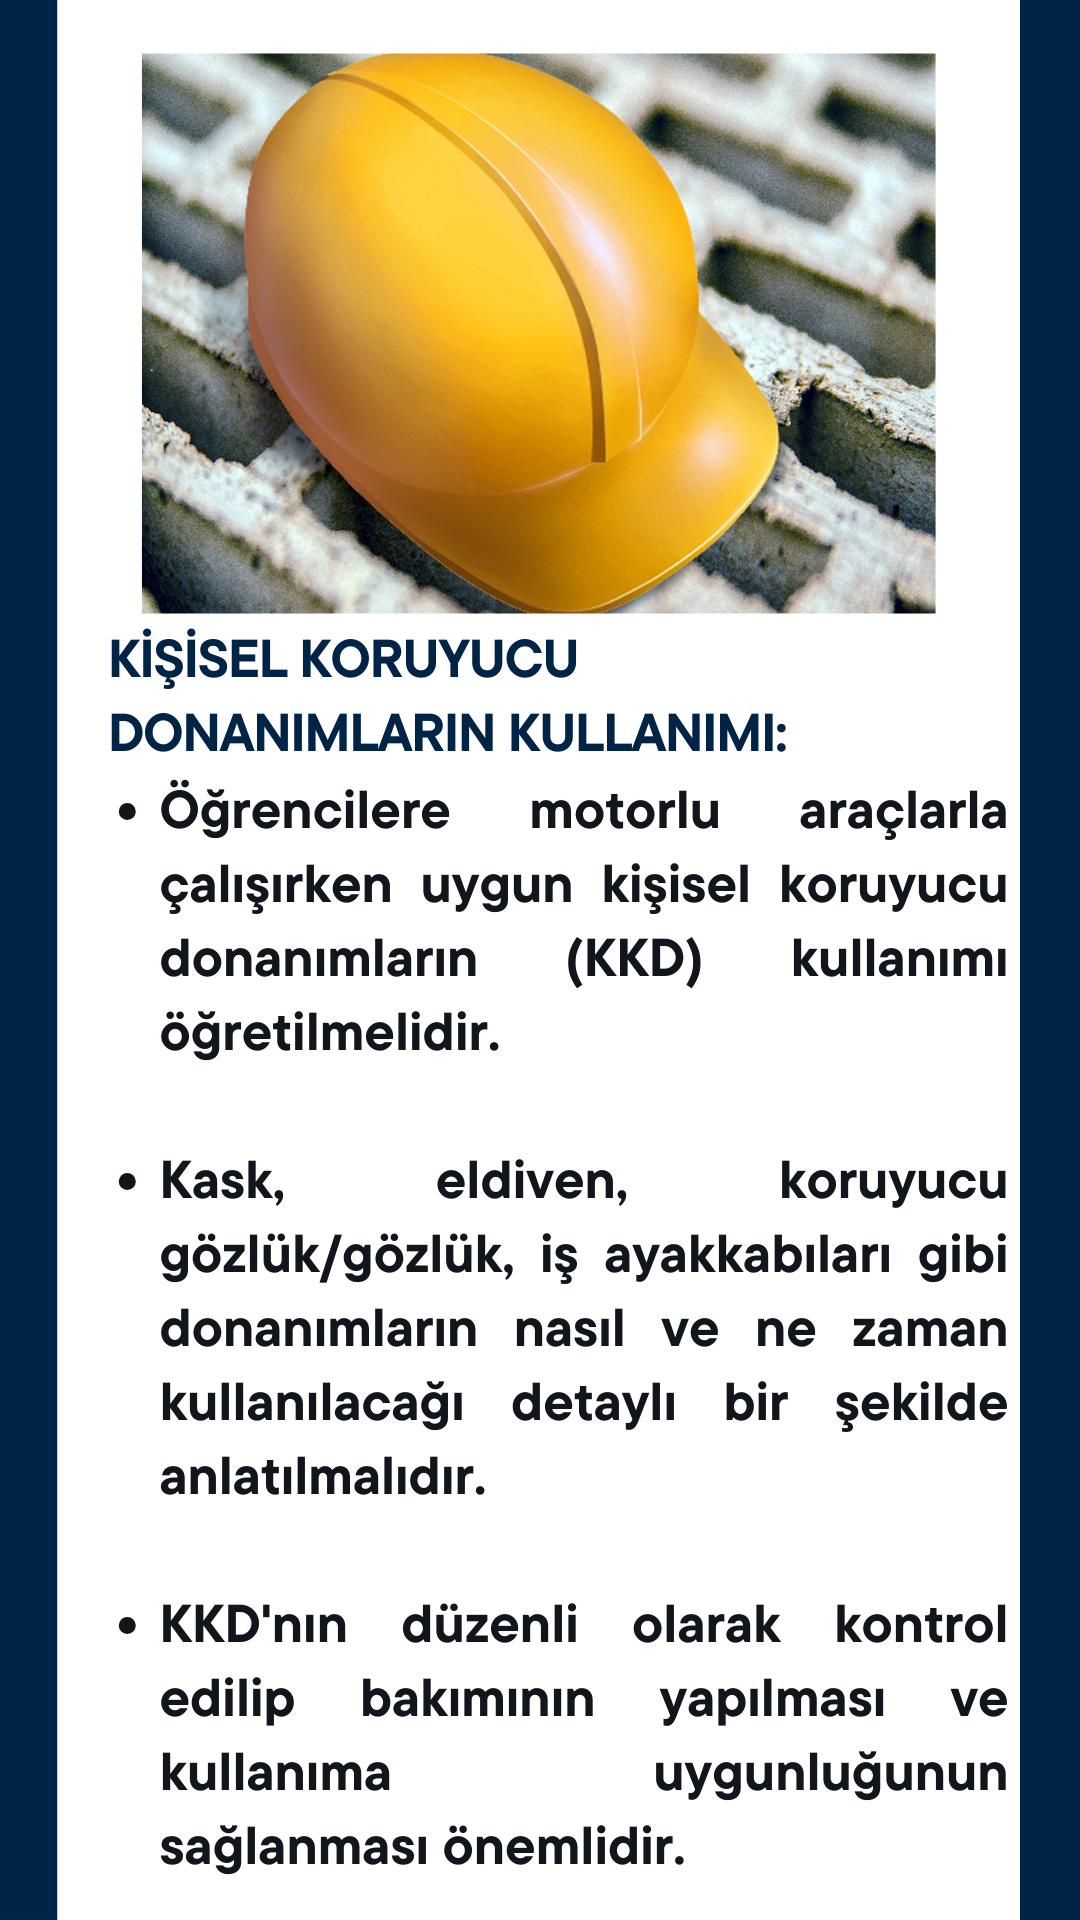 KİŞİSEL KORUYUCU
DONANIMLARIN KULLANIMI:
• Öğrencilere motorlu araçlarla
çalışırken uygun kişisel koruyucu
donanımların (KKD) kullanımı
öğretilmelidir.
• Kask, eldiven, koruyucu
gözlük/gözlük, iş ayakkabıları gibi
donanımların nasıl ve ne zaman
kullanılacağı detaylı bir şekilde
anlatılmalıdır.
• KKD'nın düzenli olarak kontrol
edilip bakımının yapılması ve
kullanıma uygunluğunun
sağlanması önemlidir.